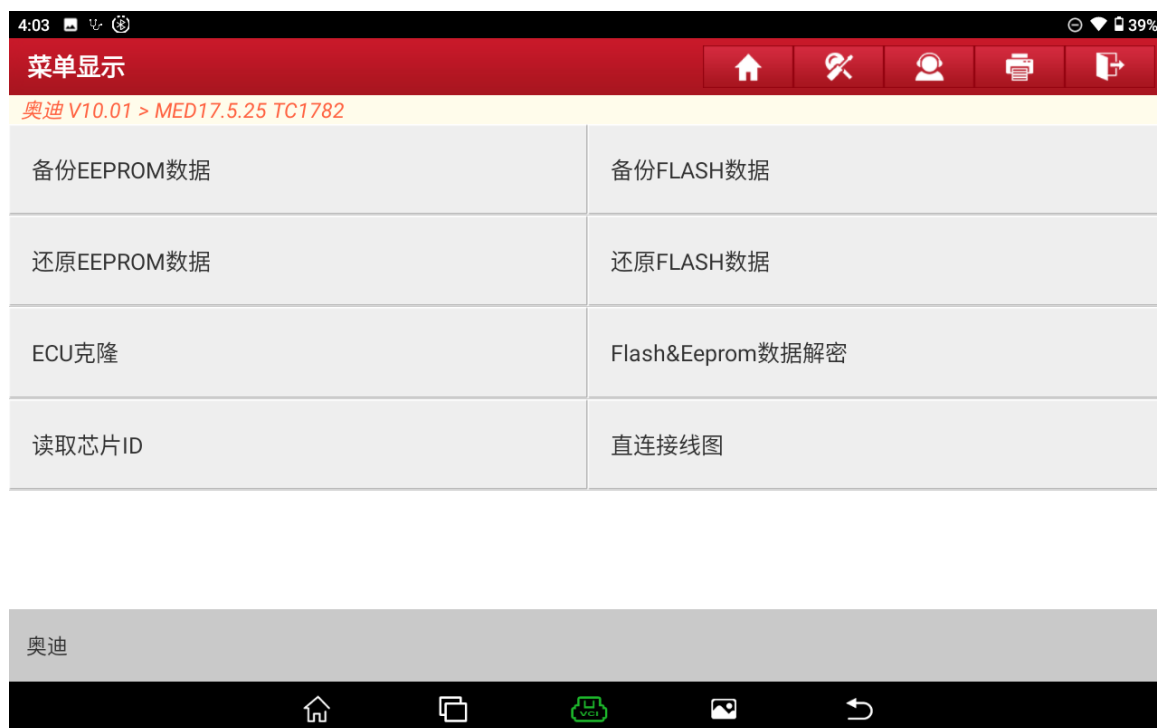 4:03 39%
菜单显示
奥迪 V10.01 > MED17.5.25 TC1782
备份EEPROM数据 备份FLASH数据
还原EEPROM数据 还原FLASH数据
ECU克隆 Flash&Eeprom数据解密
读取芯片ID 直连接线图
奥迪
VCI